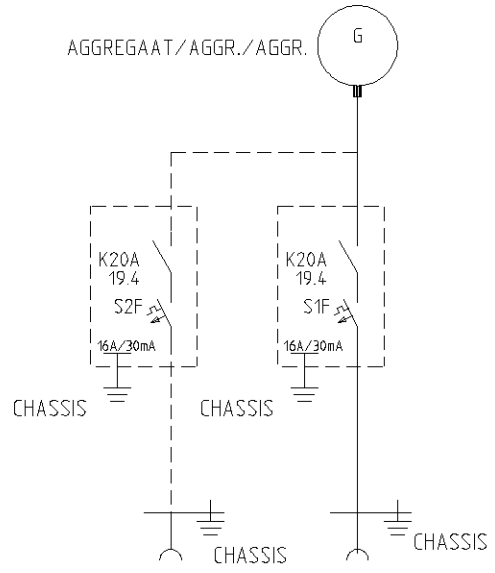 G
AGGREGAAT/AGGR./AGGR.
K20A
19.4
S2F
16A/30mA
CHASSIS
K20A
19.4
S1F
16A/30mA
CHASSIS
CHASSIS
CHASSIS